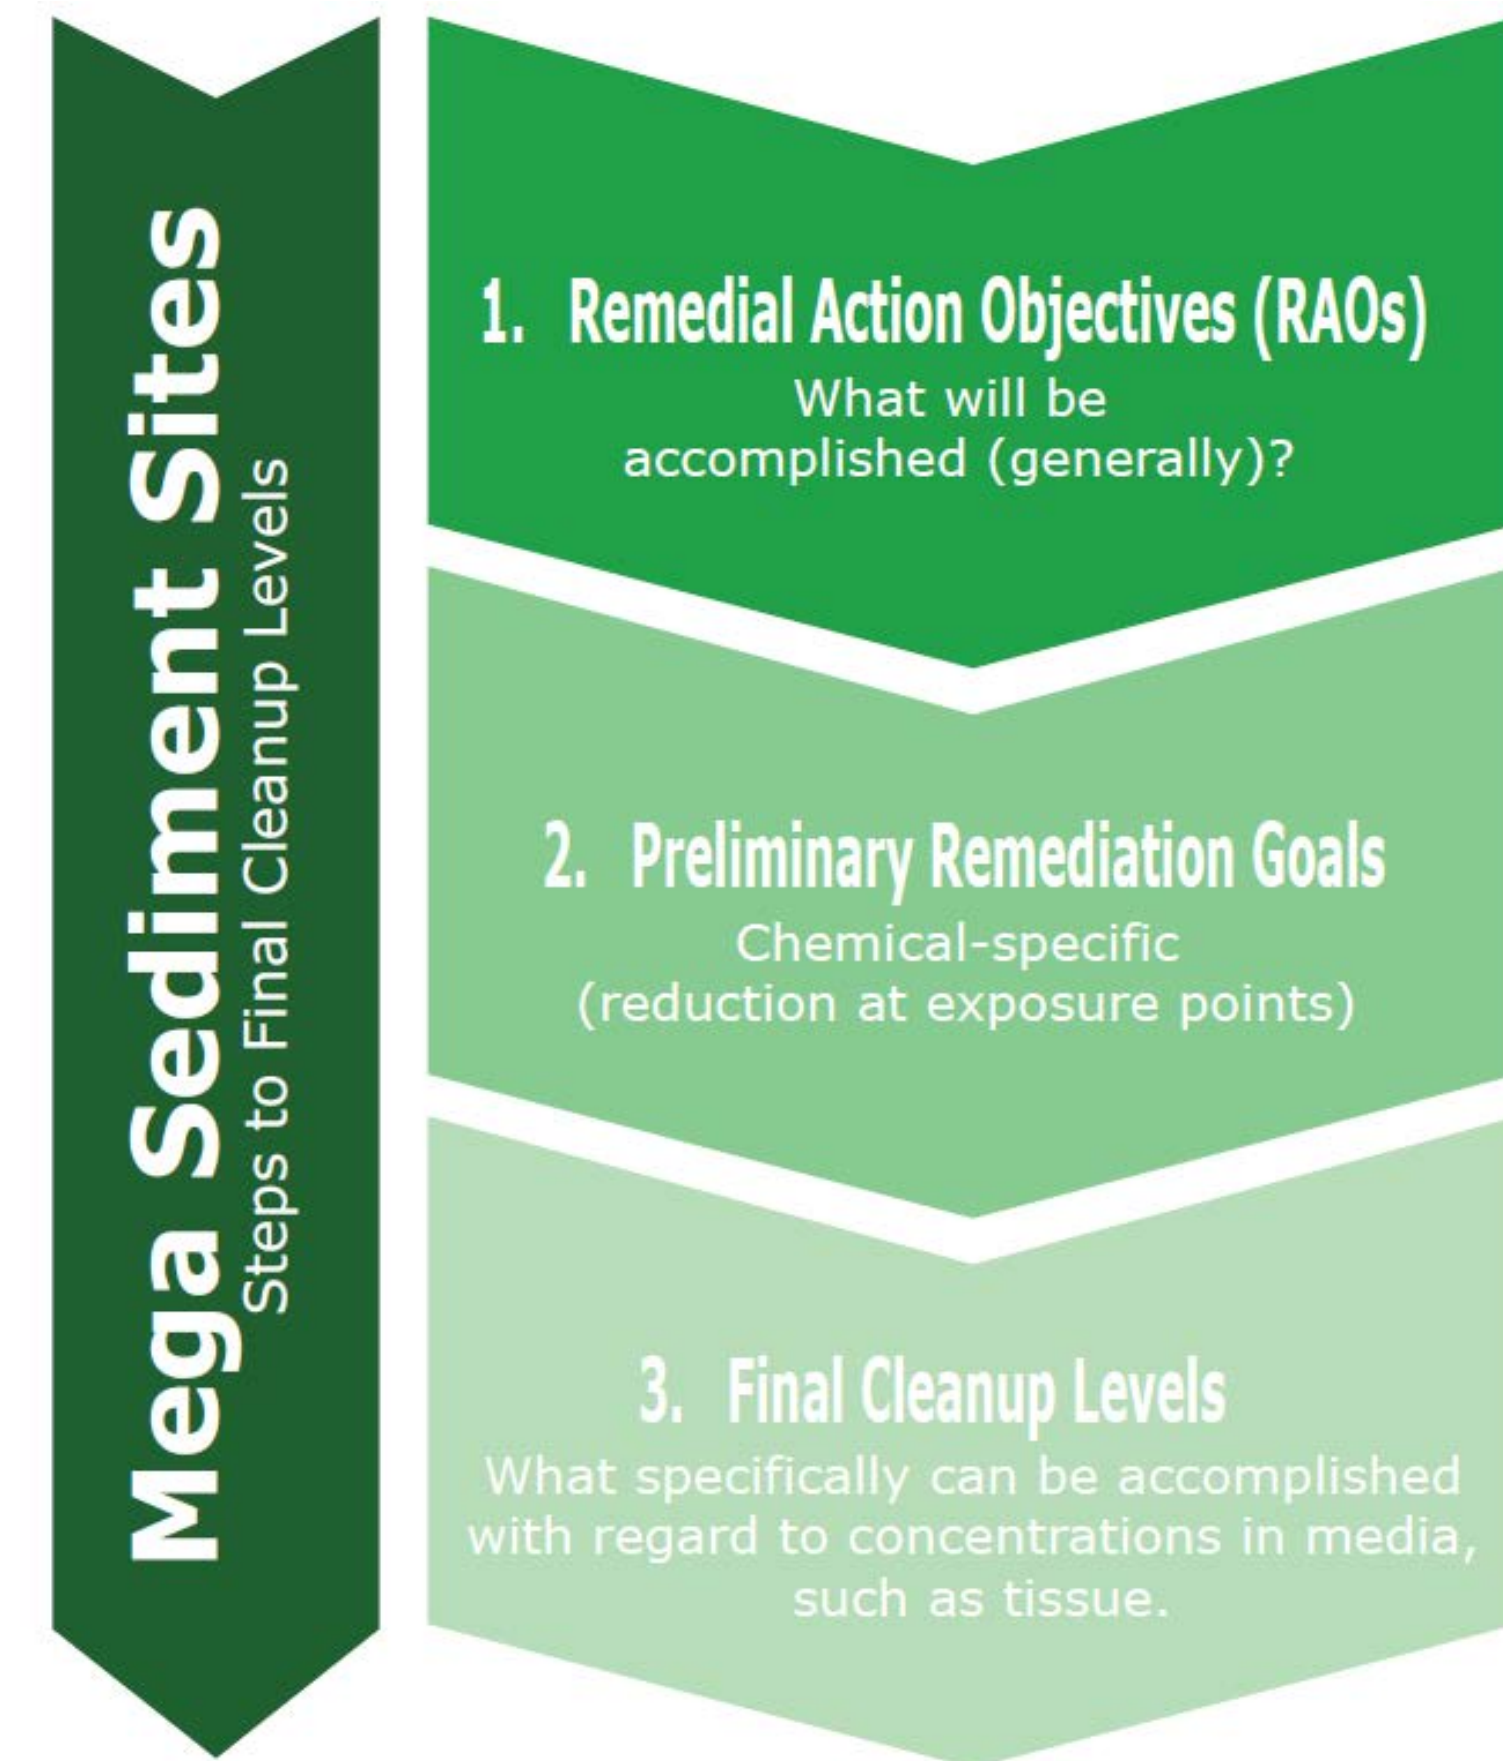 Mega Sediment Sites
Steps to Final Cleanup Levels
1. Remedial Action Objectives (RAOs)
What will be
accomplished (generally)?
2. Preliminary Remediation Goals
Chemical-specific
(reduction at exposure points)
3. Final Cleanup Levels
What specifically can be accomplished
with regard to concentrations in media,
such as tissue.